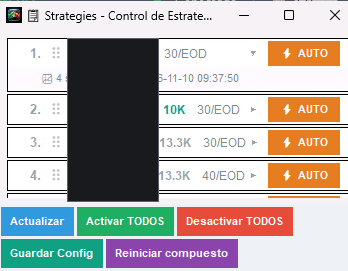 Strategies - Control de Estrate...
1. 30/EOD AUTO
4 6-11-10 09:37:50
2. 10K 30/EOD AUTO
3. 13.3K 30/EOD AUTO
4. 13.3K 40/EOD AUTO
Actualizar Activar TODOS Desactivar TODOS
Guardar Config Reiniciar compuesto